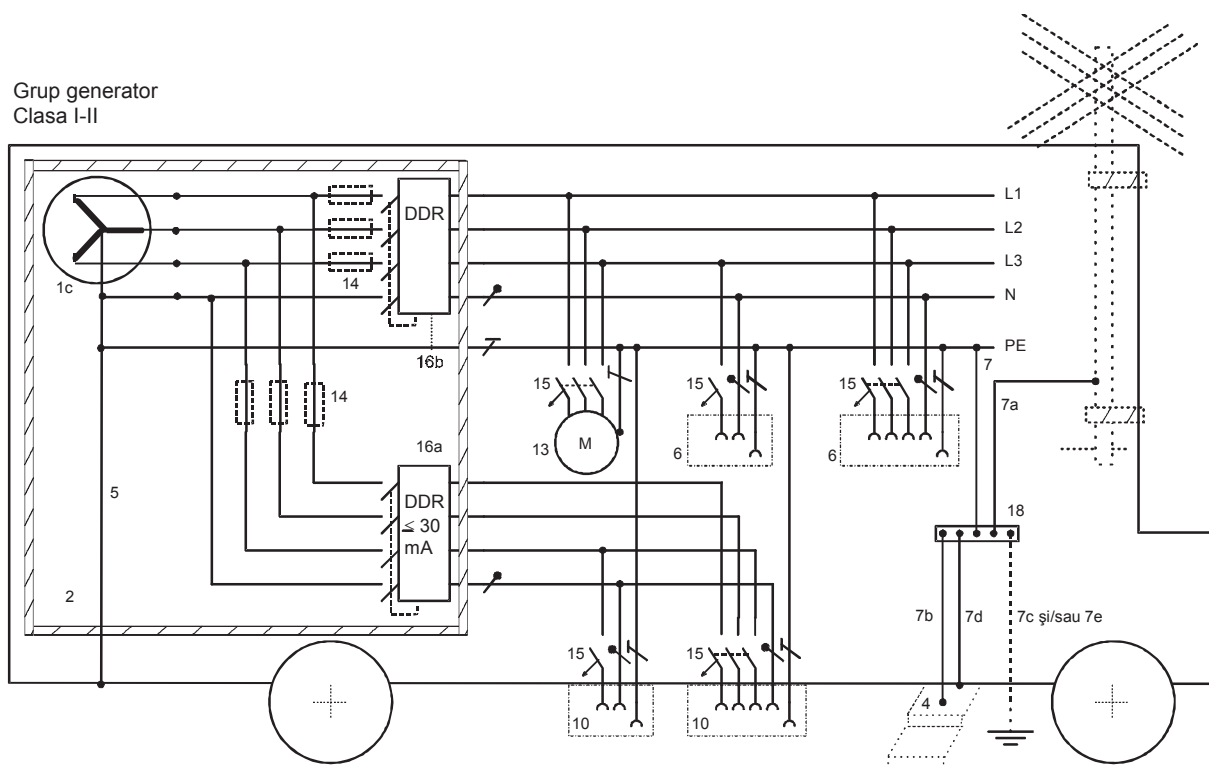 Grup generator
Clasa I-II
L1
L2
L3
N
PE
1c
14
DDR
16b
14
16a
DDR
≤ 30
mA
15
13
M
15
6
15
6
7
7a
5
2
18
7b
7d
7c şi/sau 7e
15
10
15
10
4